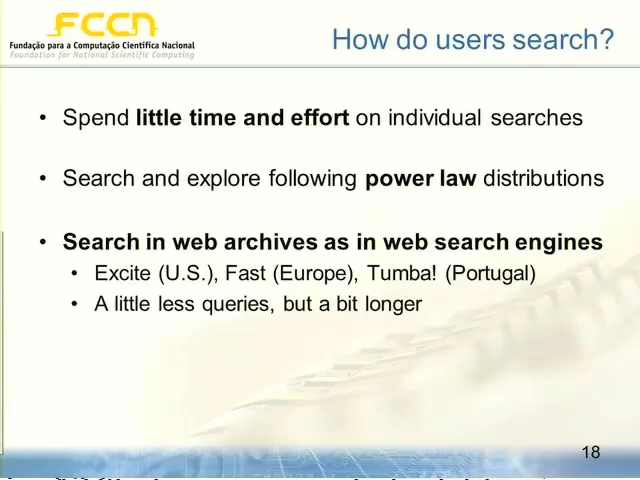 FCCN
Fundação para a Computação Científica Nacional
Foundation for National Scientific Computing
How do users search?
• Spend little time and effort on individual searches
• Search and explore following power law distributions
• Search in web archives as in web search engines
• Excite (U.S.), Fast (Europe), Tumba! (Portugal)
• A little less queries, but a bit longer
18